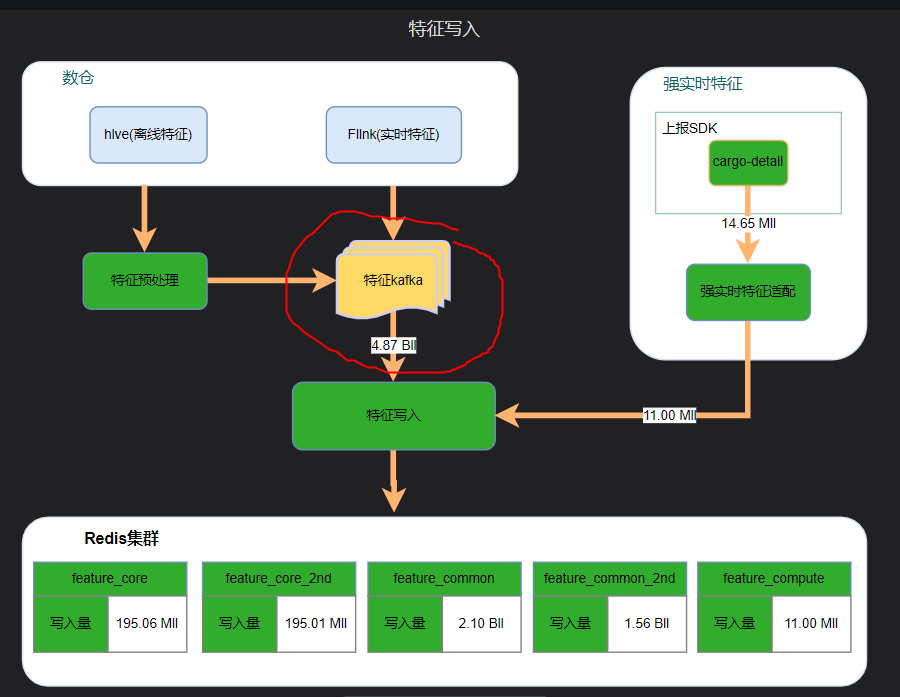 特征写入
数仓
强实时特征
hIve(离线特征)
FlInk(实时特征)
上报SDK
cargo-detaIl
14.65 MIl
特征预处理
特征kafka
强实时特征适配
4.87 BIl
特征写入
11.00 MIl
Redis集群
feature_core
feature_core_2nd
feature_common
feature_common_2nd
feature_compute
写入量 195.06 MIl
写入量 195.01 MIl
写入量 2.10 BIl
写入量 1.56 BIl
写入量 11.00 MIl